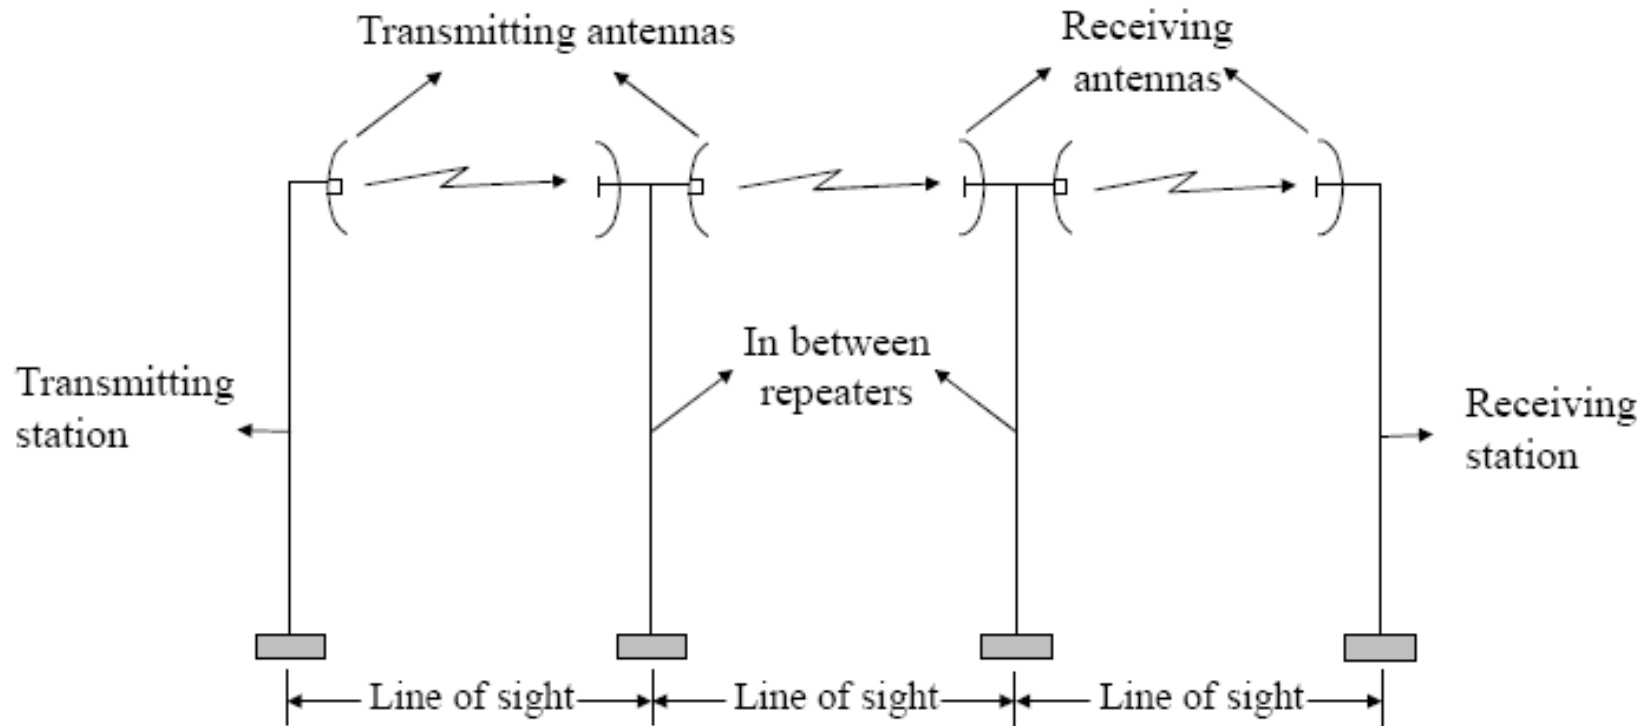 Transmitting antennas
Receiving
antennas
In between
repeaters
Transmitting
station
Receiving
station
Line of sight
Line of sight
Line of sight